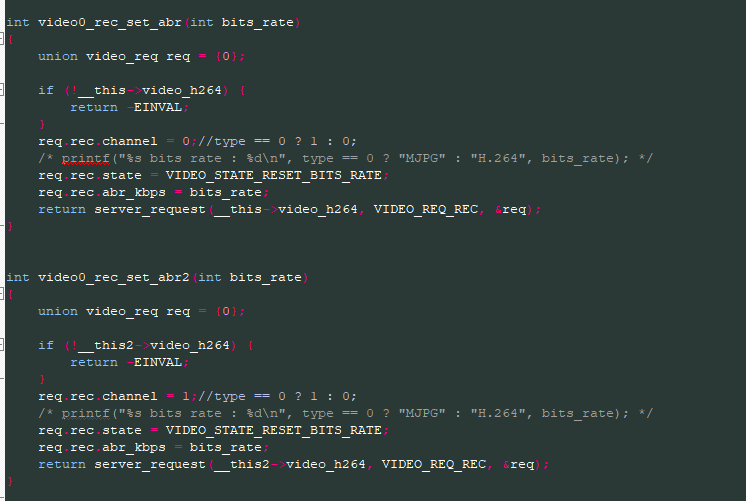 int video0_rec_set_abr(int bits_rate)
{
    union video_req req = {0};
    if (!__this->video_h264) {
        return -EINVAL;
    }
    req.rec.channel = 0;//type == 0 ? 1 : 0;
    /* printf("%s bits rate : %d\n", type == 0 ? "MJPG" : "H.264", bits_rate); */
    req.rec.state = VIDEO_STATE_RESET_BITS_RATE;
    req.rec.abr_kbps = bits_rate;
    return server_request(__this->video_h264, VIDEO_REQ_REC, &req);
}
int video0_rec_set_abr2(int bits_rate)
{
    union video_req req = {0};
    if (!__this2->video_h264) {
        return -EINVAL;
    }
    req.rec.channel = 1;//type == 0 ? 1 : 0;
    /* printf("%s bits rate : %d\n", type == 0 ? "MJPG" : "H.264", bits_rate); */
    req.rec.state = VIDEO_STATE_RESET_BITS_RATE;
    req.rec.abr_kbps = bits_rate;
    return server_request(__this2->video_h264, VIDEO_REQ_REC, &req);
}